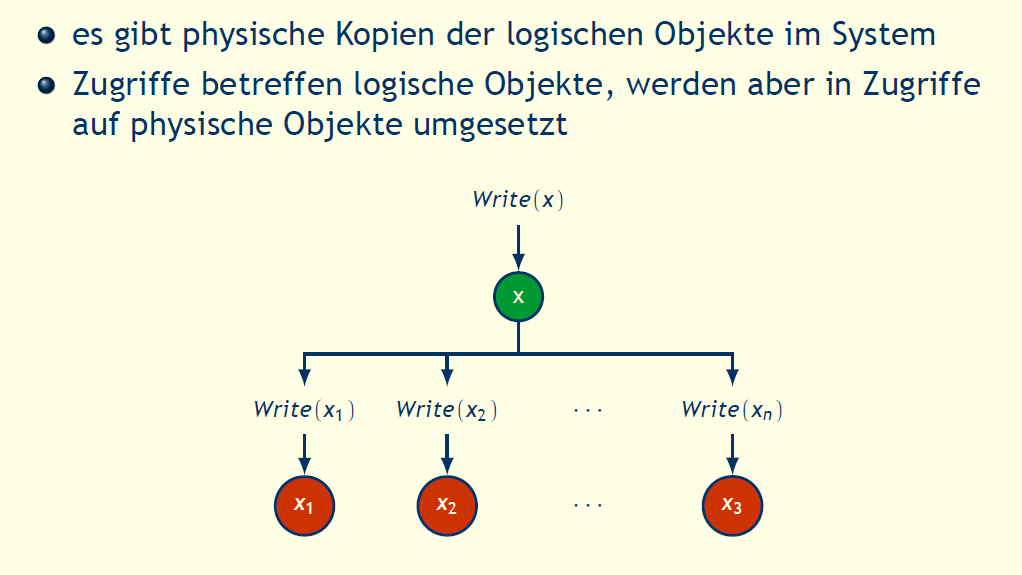 es gibt physische Kopien der logischen Objekte im System
Zugriffe betreffen logische Objekte, werden aber in Zugriffe
auf physische Objekte umgesetzt
Write(x)
x
Write(x₁) Write(x₂) · · · Write(xₙ)
x₁ x₂ · · · x₃